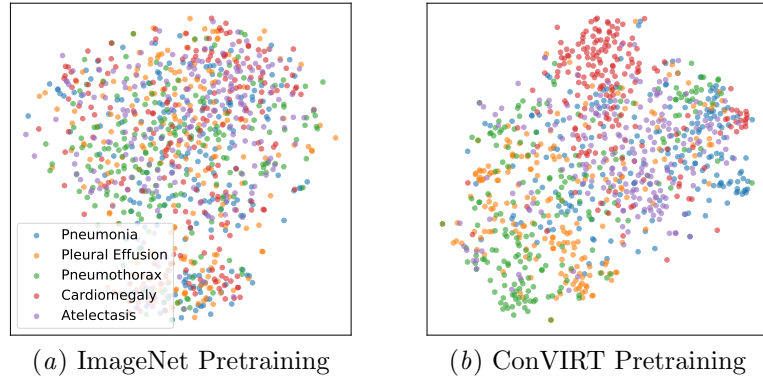 Pneumonia
Pleural Effusion
Pneumothorax
Cardiomegaly
Atelectasis
(a) ImageNet Pretraining
(b) ConVIRT Pretraining